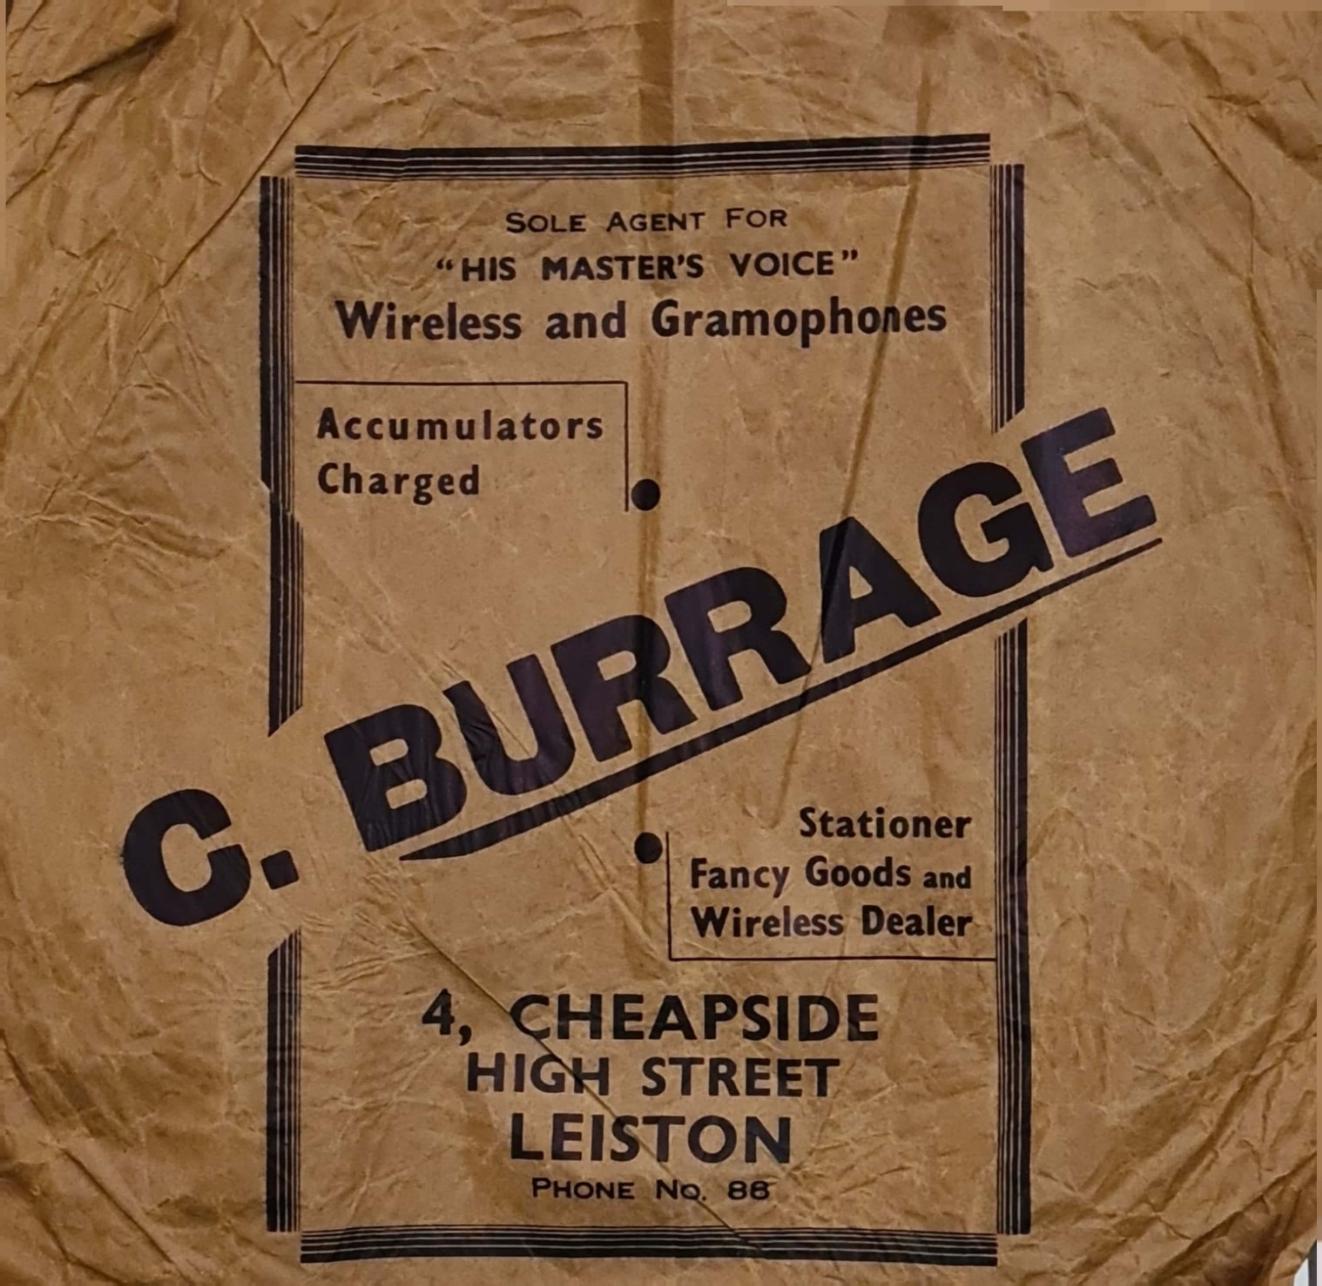 SOLE AGENT FOR
“HIS MASTER'S VOICE”
Wireless and Gramophones
Accumulators
Charged
C. BURRAGE
Stationer
Fancy Goods and
Wireless Dealer
4, CHEAPSIDE
HIGH STREET
LEISTON
PHONE No. 86